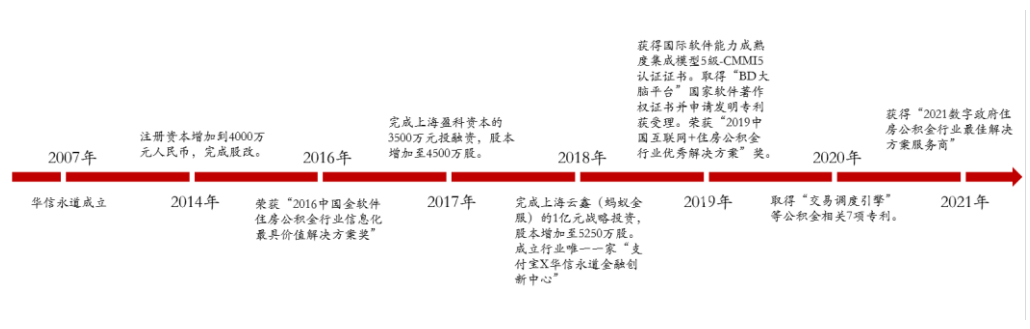 2007年
华信永道成立
注册资本增加到4000万
元人民币，完成股改。
2014年
2016年
荣获“2016中国金软件
住房公积金行业信息化
最具价值解决方案奖”
完成上海盈科资本的
3500万元投融资，股本
增加至4500万股。
2017年
2018年
完成上海云鑫（蚂蚁金
服）的1亿元战略投资，
股本增加至5250万股。
成立行业唯一一家“支
付宝X华信永道金融创
新中心”
获得国际软件能力成熟
度集成模型5级-CMMI5
认证证书。取得“BD大
脑平台”国家软件著作
权证书并申请发明专利
获受理。荣获“2019中
国互联网+住房公积金
行业优秀解决方案”奖。
2019年
2020年
取得“交易调度引擎”
等公积金相关7项专利。
获得“2021数字政府住
房公积金行业最佳解决
方案服务商”
2021年